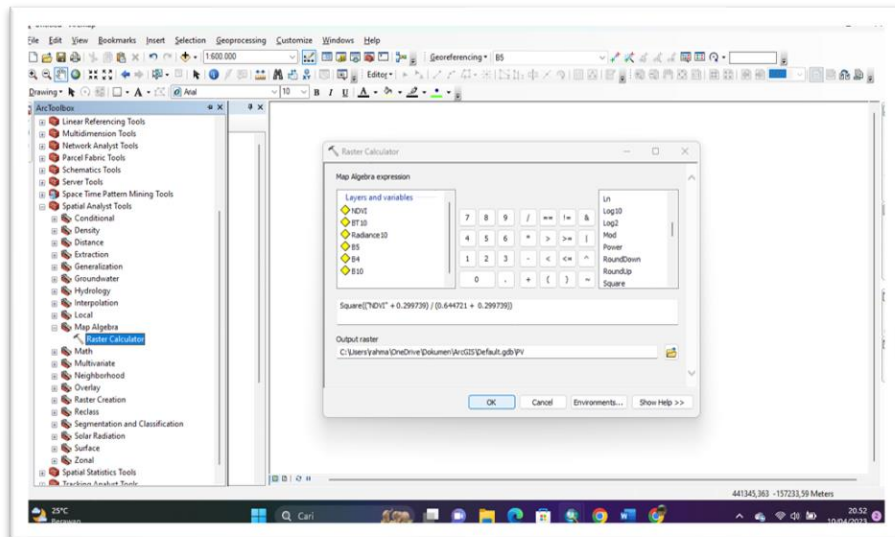 File Edit View Bookmarks Insert Selection Geoprocessing Customize Windows Help
1:600.000
Georeferencing
B5
Editor
Drawing
Arial
10
B I U A
ArcToolbox
Linear Referencing Tools
Multidimension Tools
Network Analyst Tools
Parcel Fabric Tools
Schematics Tools
Server Tools
Space Time Pattern Mining Tools
Spatial Analyst Tools
Conditional
Density
Distance
Extraction
Generalization
Groundwater
Hydrology
Interpolation
Local
Map Algebra
Raster Calculator
Math
Multivariate
Neighborhood
Overlay
Raster Creation
Reclass
Segmentation and Classification
Solar Radiation
Surface
Zonal
Spatial Statistics Tools
Tracking Analyst Tools
Raster Calculator
Map Algebra expression
Layers and variables
NDVI
BT10
Radiance10
B5
B4
B10
7 8 9 / == != &
4 5 6 * > >= |
1 2 3 - < <= ^
0 . + ( ) ~
Ln
Log10
Log2
Mod
Power
RoundDown
RoundUp
Square
Square(("NDVI" + 0.299739) / (0.644721 + 0.299739))
Output raster
C:\Users\rahma\OneDrive\Dokumen\ArcGIS\Default.gdb\PV
OK Cancel Environments... Show Help >>
441345,363 -157233,59 Meters
25°C
Berawan
Cari
20.52
10/04/2023
2